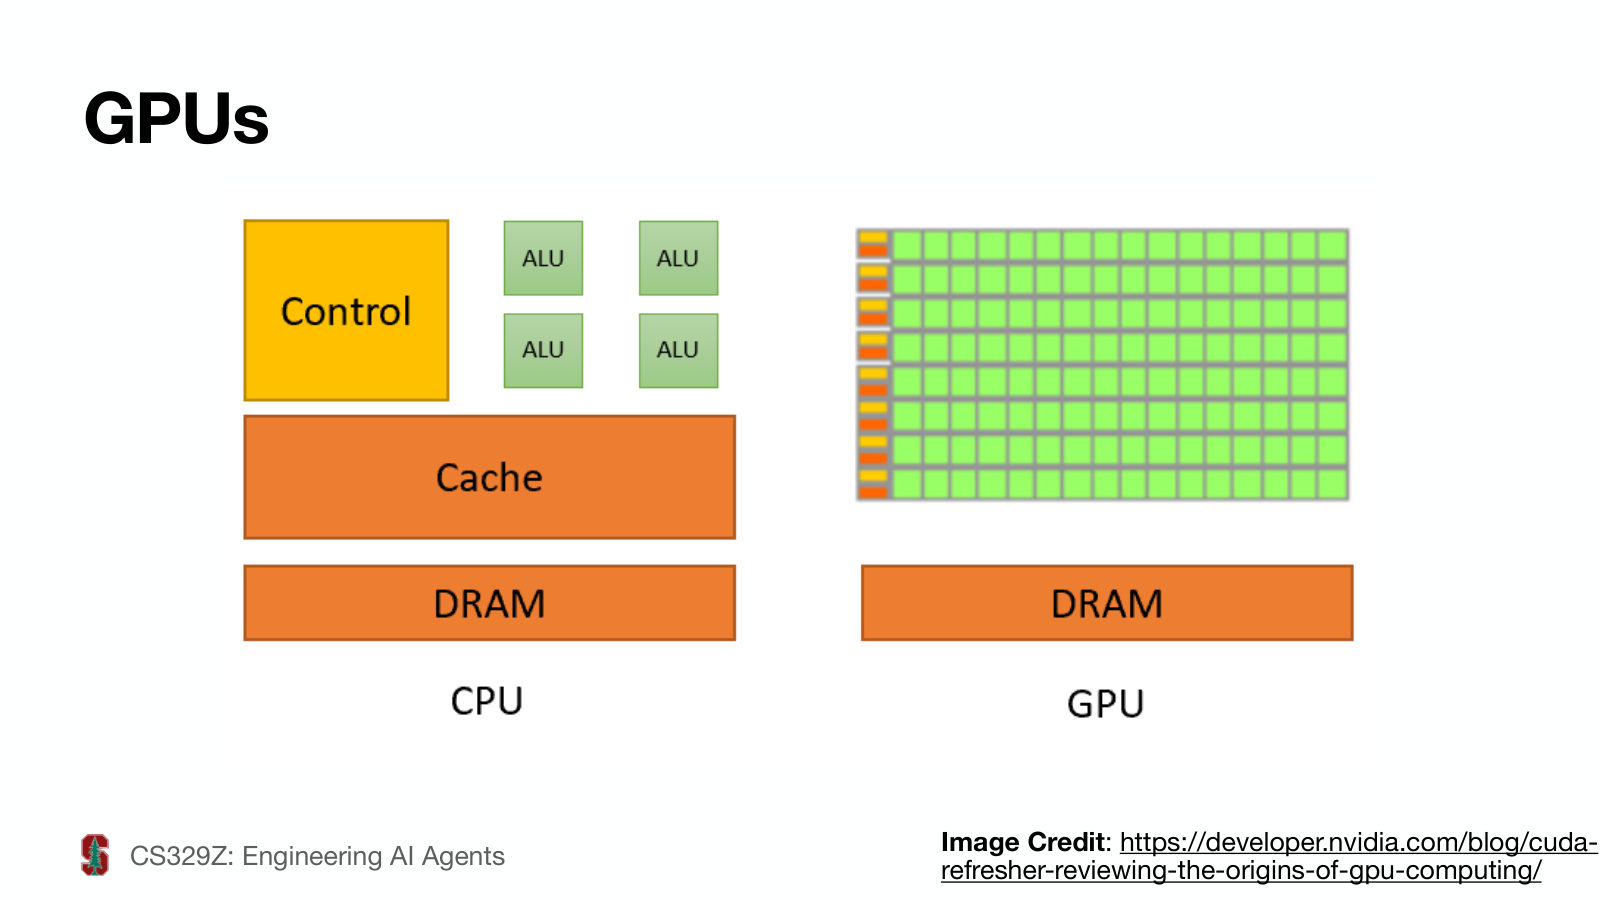 GPUs
Control
ALU
ALU
ALU
ALU
Cache
DRAM
CPU
DRAM
GPU
CS329Z: Engineering AI Agents
Image Credit: https://developer.nvidia.com/blog/cuda-
refresher-reviewing-the-origins-of-gpu-computing/